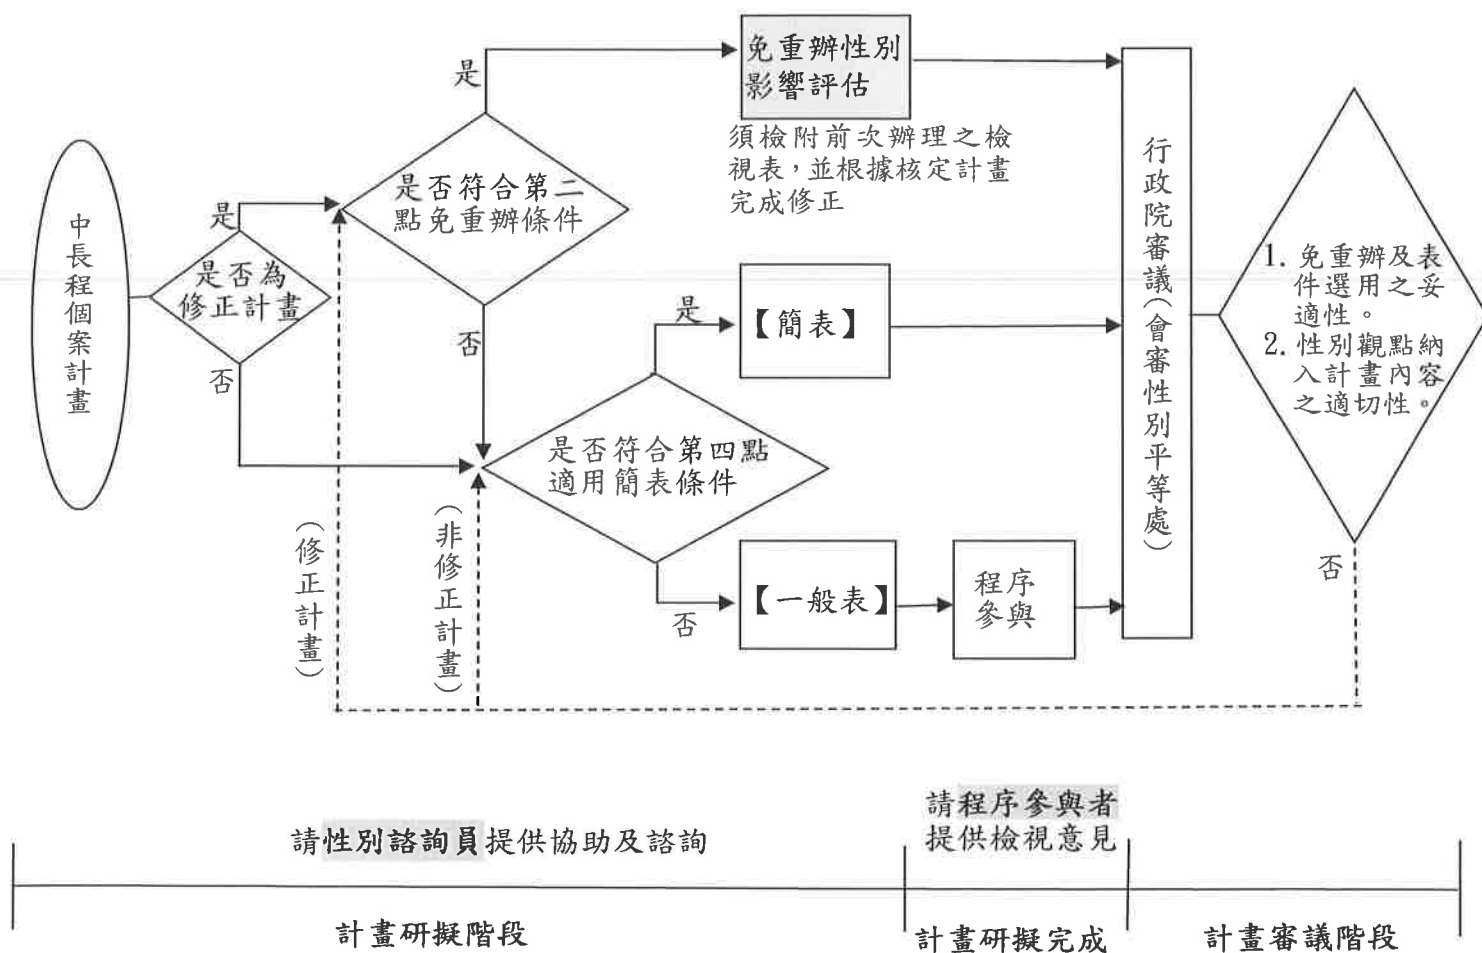 中長程個案計畫
是否為
修正計畫
是
否
是否符合第二
點免重辦條件
是
否
免重辦性別
影響評估
須檢附前次辦理之檢
視表，並根據核定計畫
完成修正
是否符合第四點
適用簡表條件
是
否
【簡表】
【一般表】
程序
參與
行政院審議（會審性別平等處）
1. 免重辦及表
件選用之妥
適性。
2. 性別觀點納
入計畫內容
之適切性。
否
（修正計畫）
（非修正計畫）
請性別諮詢員提供協助及諮詢
請程序參與者
提供檢視意見
計畫研擬階段
計畫研擬完成
計畫審議階段